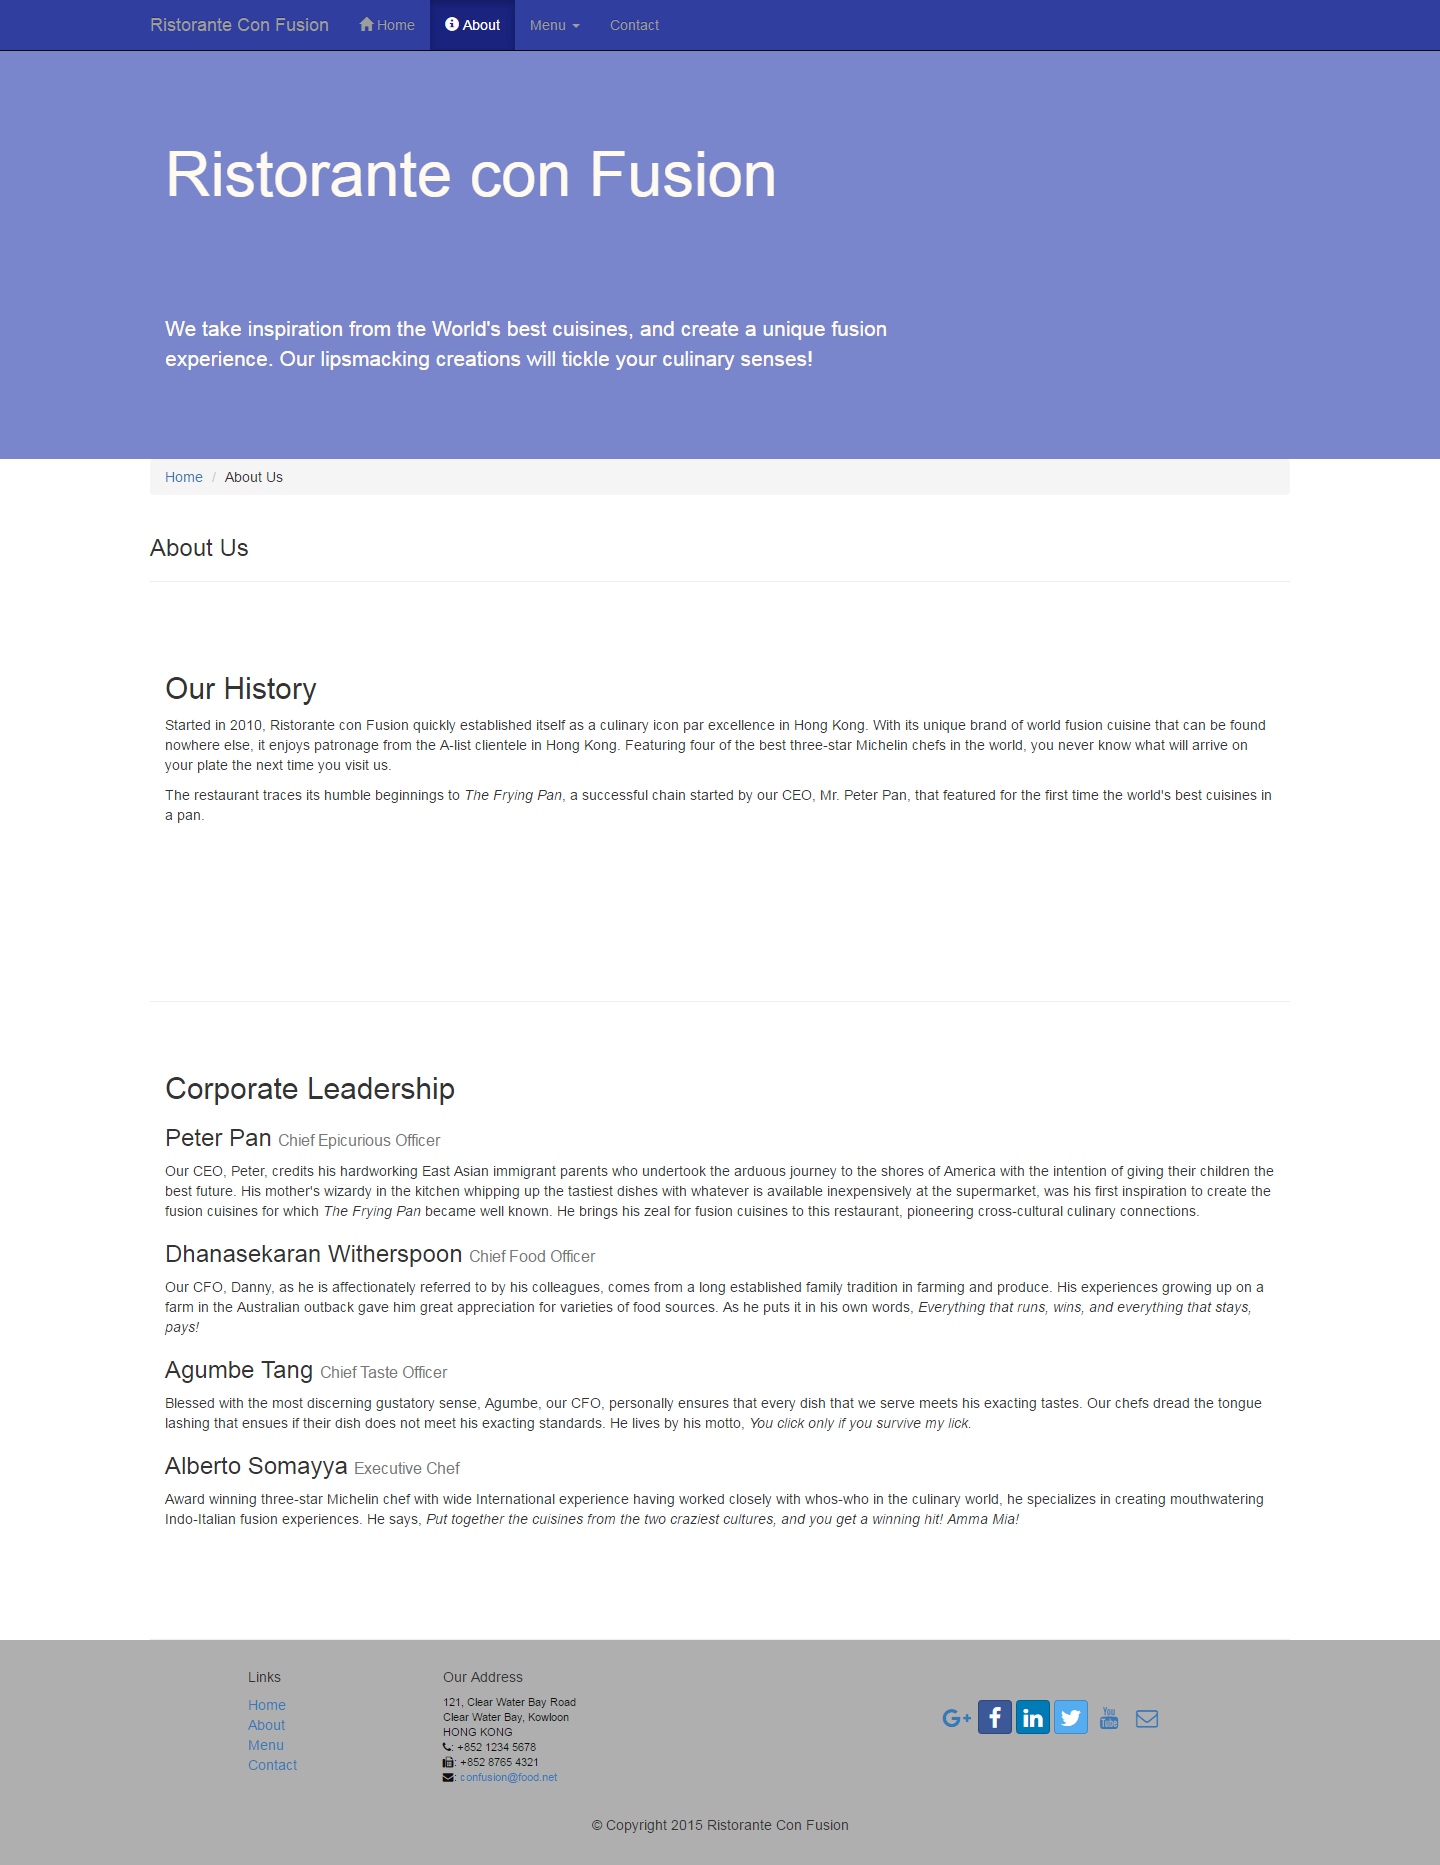 Ristorante Con Fusion Home About Menu Contact
Ristorante con Fusion
We take inspiration from the World's best cuisines, and create a unique fusion
experience. Our lipsmacking creations will tickle your culinary senses!
Home / About Us
About Us
Our History
Started in 2010, Ristorante con Fusion quickly established itself as a culinary icon par excellence in Hong Kong. With its unique brand of world fusion cuisine that can be found
nowhere else, it enjoys patronage from the A-list clientele in Hong Kong. Featuring four of the best three-star Michelin chefs in the world, you never know what will arrive on
your plate the next time you visit us.
The restaurant traces its humble beginnings to The Frying Pan, a successful chain started by our CEO, Mr. Peter Pan, that featured for the first time the world's best cuisines in
a pan.
Corporate Leadership
Peter Pan Chief Epicurious Officer
Our CEO, Peter, credits his hardworking East Asian immigrant parents who undertook the arduous journey to the shores of America with the intention of giving their children the
best future. His mother's wizardy in the kitchen whipping up the tastiest dishes with whatever is available inexpensively at the supermarket, was his first inspiration to create the
fusion cuisines for which The Frying Pan became well known. He brings his zeal for fusion cuisines to this restaurant, pioneering cross-cultural culinary connections.
Dhanasekaran Witherspoon Chief Food Officer
Our CFO, Danny, as he is affectionately referred to by his colleagues, comes from a long established family tradition in farming and produce. His experiences growing up on a
farm in the Australian outback gave him great appreciation for varieties of food sources. As he puts it in his own words, Everything that runs, wins, and everything that stays,
pays!
Agumbe Tang Chief Taste Officer
Blessed with the most discerning gustatory sense, Agumbe, our CFO, personally ensures that every dish that we serve meets his exacting tastes. Our chefs dread the tongue
lashing that ensues if their dish does not meet his exacting standards. He lives by his motto, You click only if you survive my lick.
Alberto Somayya Executive Chef
Award winning three-star Michelin chef with wide International experience having worked closely with whos-who in the culinary world, he specializes in creating mouthwatering
Indo-Italian fusion experiences. He says, Put together the cuisines from the two craziest cultures, and you get a winning hit! Amma Mia!
Links
Home
About
Menu
Contact
Our Address
121, Clear Water Bay Road
Clear Water Bay, Kowloon
HONG KONG
: +852 1234 5678
: +852 8765 4321
: confusion@food.net
G+ f in You Tube
© Copyright 2015 Ristorante Con Fusion